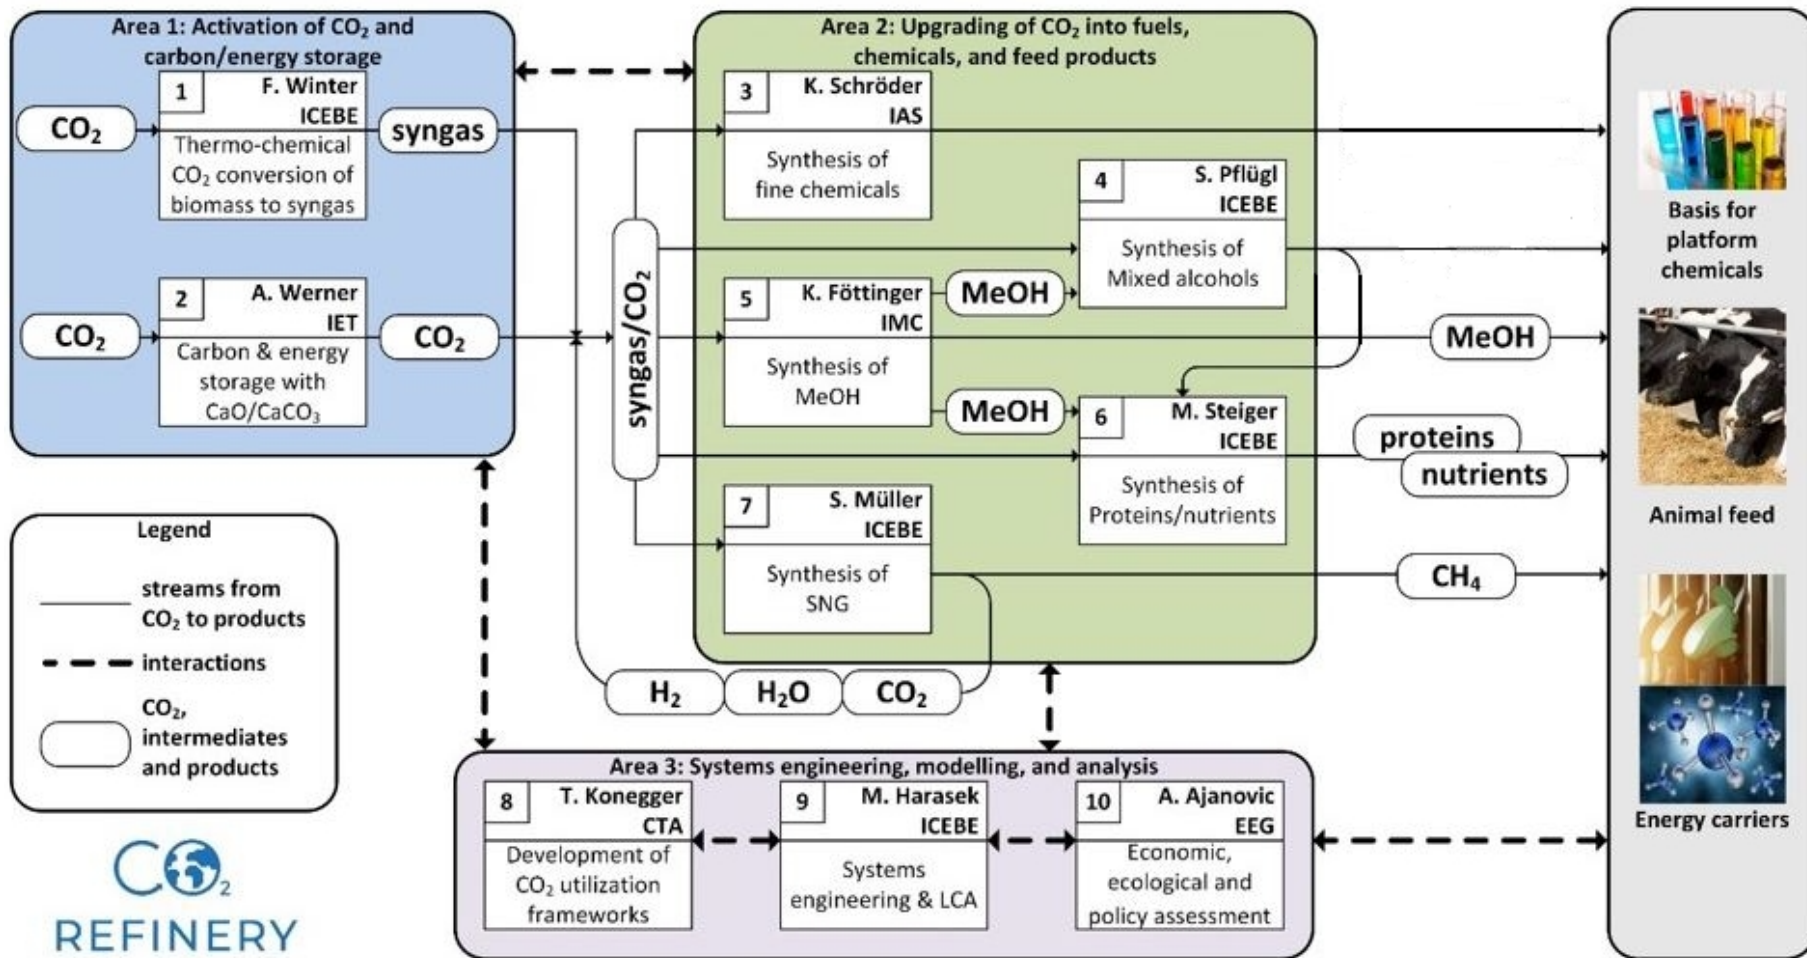 Area 1: Activation of CO₂ and
carbon/energy storage
1
F. Winter
ICEBE
Thermo-chemical
CO₂ conversion of
biomass to syngas
CO₂
syngas
2
A. Werner
IET
Carbon & energy
storage with
CaO/CaCO₃
CO₂
CO₂
syngas/CO₂
Area 2: Upgrading of CO₂ into fuels,
chemicals, and feed products
3
K. Schröder
IAS
Synthesis of
fine chemicals
4
S. Pflügl
ICEBE
Synthesis of
Mixed alcohols
5
K. Föttinger
IMC
Synthesis of
MeOH
MeOH
MeOH
6
M. Steiger
ICEBE
Synthesis of
Proteins/nutrients
7
S. Müller
ICEBE
Synthesis of
SNG
MeOH
proteins
nutrients
CH₄
H₂
H₂O
CO₂
Basis for
platform
chemicals
Animal feed
Energy carriers
Legend
streams from
CO₂ to products
interactions
CO₂,
intermediates
and products
Area 3: Systems engineering, modelling, and analysis
8
T. Konegger
CTA
Development of
CO₂ utilization
frameworks
9
M. Harasek
ICEBE
Systems
engineering & LCA
10
A. Ajanovic
EEG
Economic,
ecological and
policy assessment
CO₂
REFINERY